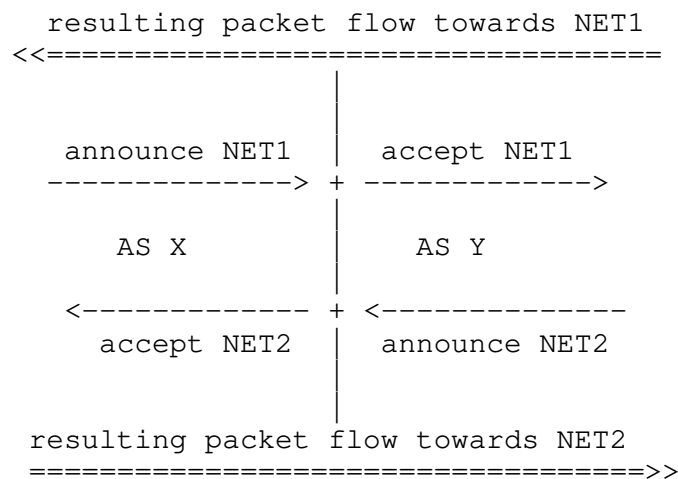 resulting packet flow towards NET1
<<===================================
|
|
announce NET1 | accept NET1
--------------> + ------------->
|
AS X | AS Y
|
<------------- + <--------------
accept NET2 | announce NET2
|
|
resulting packet flow towards NET2
===================================>>